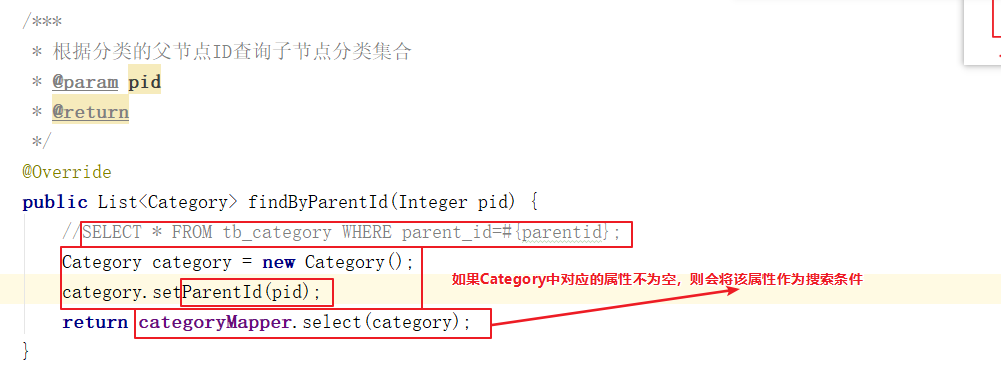 /***
 * 根据分类的父节点ID查询子节点分类集合
 * @param pid
 * @return
 */
@Override
public List<Category> findByParentId(Integer pid) {
    //SELECT * FROM tb_category WHERE parent_id=#{parentid};
    Category category = new Category();
    category.setParentId(pid);
如果Category中对应的属性不为空，则会将该属性作为搜索条件
    return categoryMapper.select(category);
}